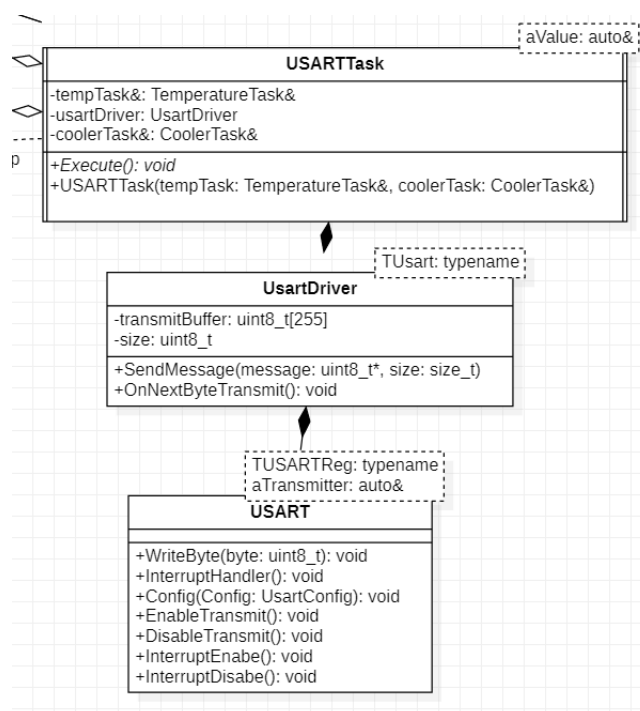 aValue: auto&
USARTTask
-tempTask&: TemperatureTask&
-usartDriver: UsartDriver
-coolerTask&: CoolerTask&
p
+Execute(): void
+USARTTask(tempTask: TemperatureTask&, coolerTask: CoolerTask&)
TUsart: typename
UsartDriver
-transmitBuffer: uint8_t[255]
-size: uint8_t
+SendMessage(message: uint8_t*, size: size_t)
+OnNextByteTransmit(): void
TUSARTReg: typename
aTransmitter: auto&
USART
+WriteByte(byte: uint8_t): void
+InterruptHandler(): void
+Config(Config: UsartConfig): void
+EnableTransmit(): void
+DisableTransmit(): void
+InterruptEnabe(): void
+InterruptDisabe(): void